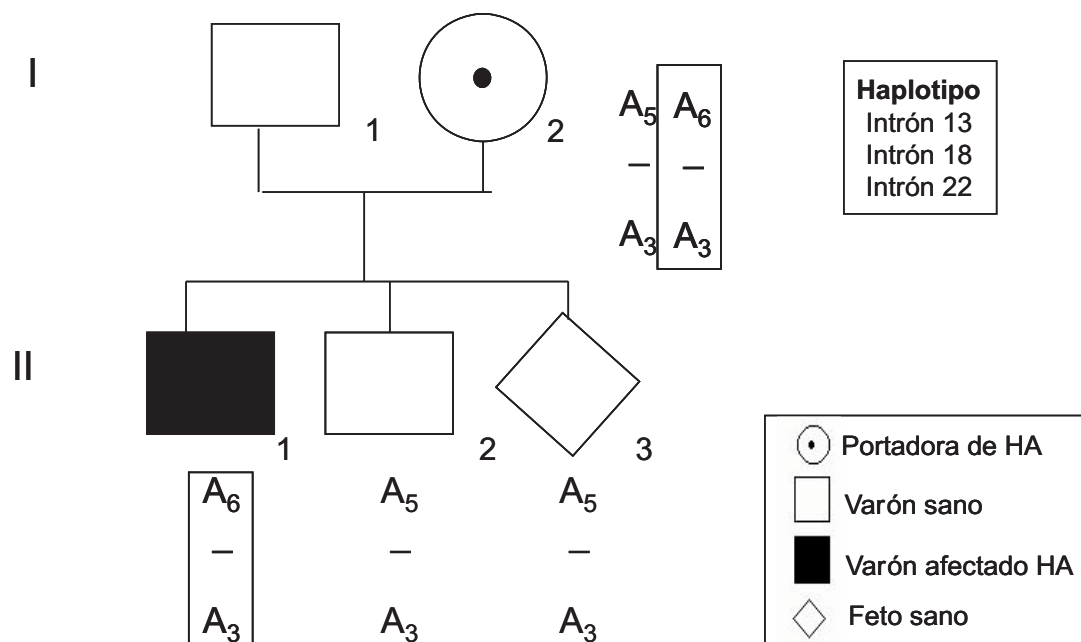 I
1
2
A₅ A₆
– –
A₃ A₃
Haplotipo
Intrón 13
Intrón 18
Intrón 22
II
1
2
3
A₆ A₅ A₅
– – –
A₃ A₃ A₃
Portadora de HA
Varón sano
Varón afectado HA
Feto sano